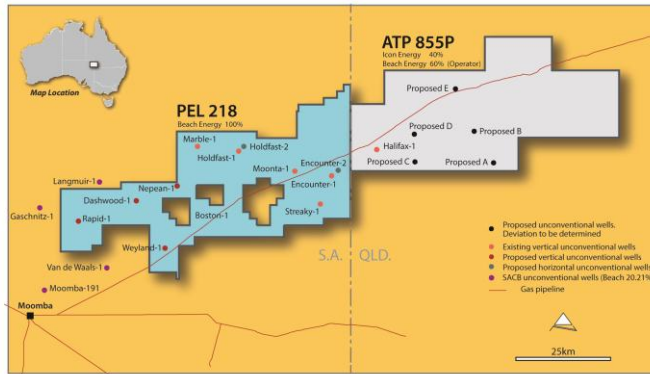 Map Location
ATP 855P
Icon Energy 40%
Beach Energy 60% (Operator)
PEL 218
Beach Energy 100%
Proposed E
Proposed D
Proposed B
Halifax-1
Proposed C
Proposed A
Marble-1
Holdfast-2
Holdfast-1
Moonta-1
Encounter-2
Encounter-1
Langmuir-1
Nepean-1
Dashwood-1
Gaschnitz-1
Rapid-1
Boston-1
Streaky-1
Weyland-1
Van de Waals-1
Moomba-191
Moomba
S.A. QLD.
Proposed unconventional wells.
Deviation to be determined
Existing vertical unconventional wells
Proposed vertical unconventional wells
Proposed horizontal unconventional wells
SACB unconventional wells (Beach 20.21%
Gas pipeline
25km